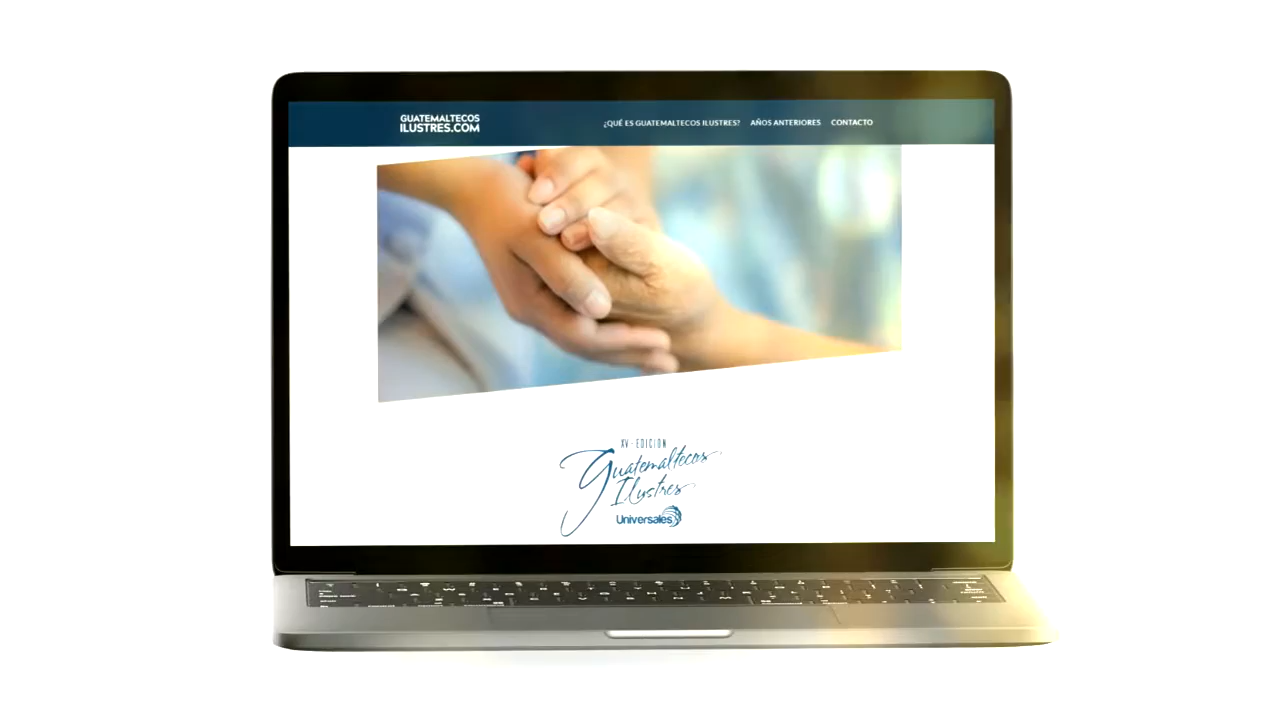 GUATEMALTECOS
ILUSTRES.COM
¿QUÉ ES GUATEMALTECOS ILUSTRES? AÑOS ANTERIORES CONTACTO
XV · EDICIÓN
Guatemaltecos
Ilustres
Universales